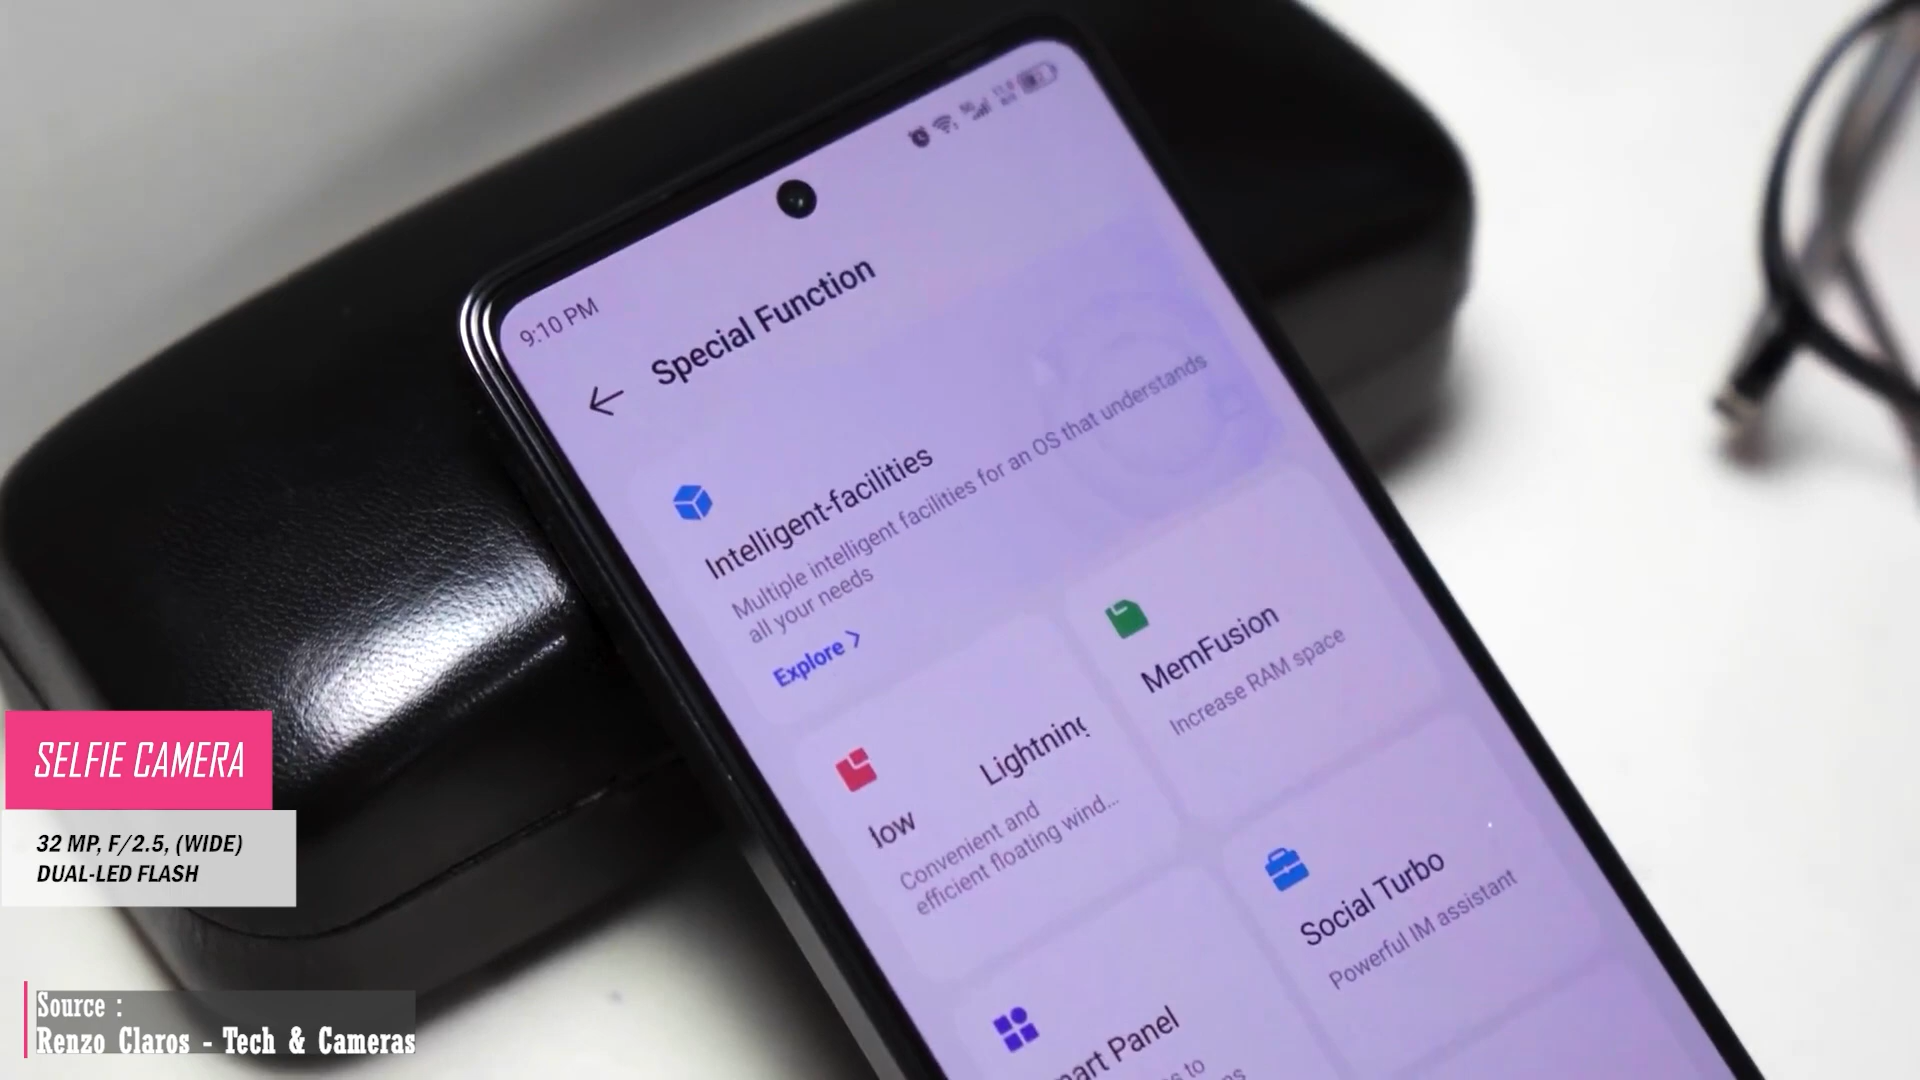 9:10 PM
Special Function
Intelligent-facilities
Multiple intelligent facilities for an OS that understands
all your needs
Explore >
MemFusion
Increase RAM space
Lightning
low
Convenient and
efficient floating wind...
Social Turbo
Powerful IM assistant
art Panel
to
SELFIE CAMERA
32 MP, F/2.5, (WIDE)
DUAL-LED FLASH
Source :
Renzo Claros - Tech & Cameras